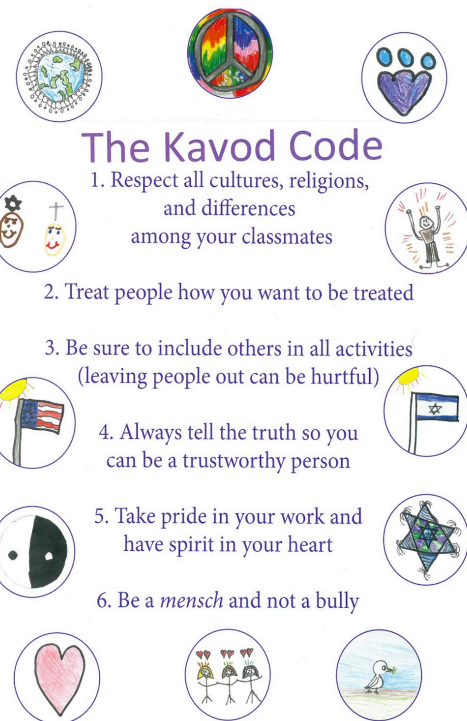 The Kavod Code
1. Respect all cultures, religions,
and differences
among your classmates
2. Treat people how you want to be treated
3. Be sure to include others in all activities
(leaving people out can be hurtful)
4. Always tell the truth so you
can be a trustworthy person
5. Take pride in your work and
have spirit in your heart
6. Be a mensch and not a bully